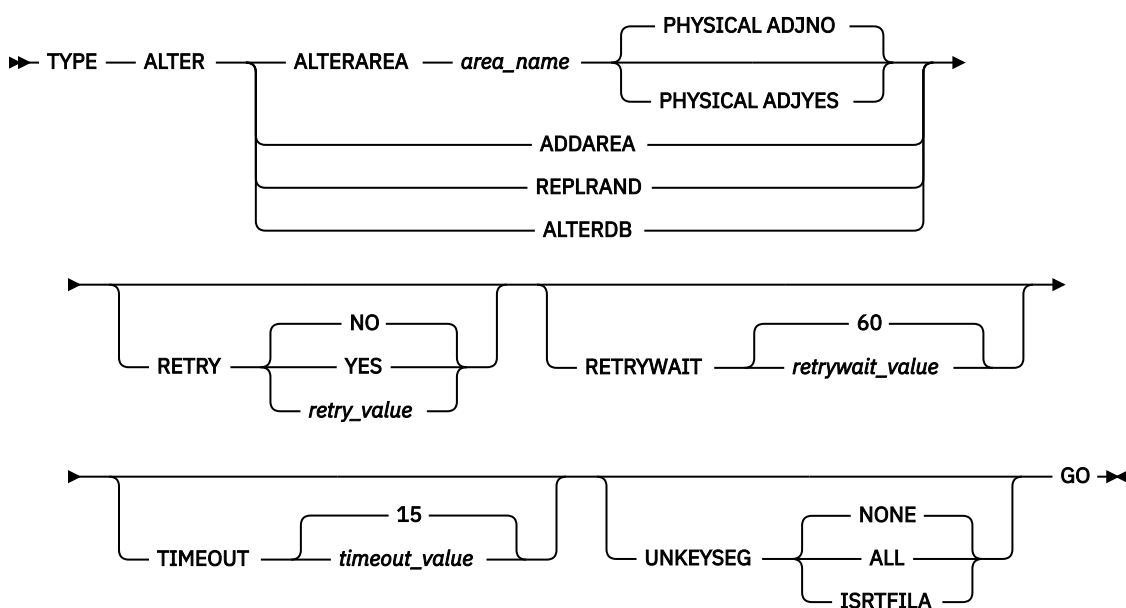 PHYSICAL ADJNO
TYPE ALTER ALTERAREA area_name
PHYSICAL ADJYES
ADDAREA
REPLRAND
ALTERDB
NO 60
RETRY YES RETRYWAIT retrywait_value
retry_value
GO
15 NONE
TIMEOUT timeout_value UNKEYSEG ALL
ISRTFILA